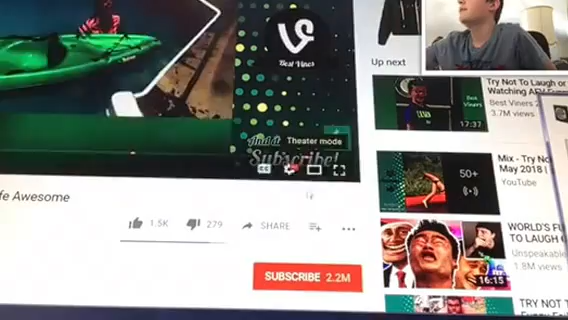 Best Vines
Up next
Theater mode
Subscribe!
fe Awesome
1.5K
279
SHARE
SUBSCRIBE 2.2M
Try Not To Laugh or
Best Viners 2
3.7M views
17:37
50+
Mix - Try No
May 2018 |
YouTube
WORLD'S FU
TO LAUGH
Unspeakable
1.8M views
16:15
TRY NOT T